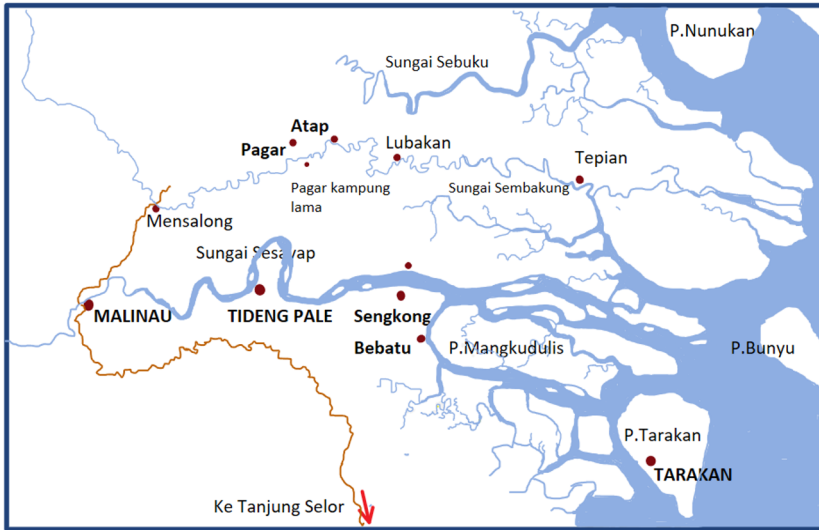 P.Nunukan
Sungai Sebuku
Atap
Pagar
Lubakan
Tepian
Pagar kampung
lama
Sungai Sembakung
Mensalong
Sungai Sesayap
MALINAU
TIDENG PALE
Sengkong
Bebatu
P.Mangkudulis
P.Bunyu
P.Tarakan
TARAKAN
Ke Tanjung Selor